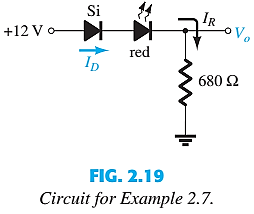 Si
I_R
+12 V
V_o
I_D
red
680 Ω
FIG. 2.19
Circuit for Example 2.7.